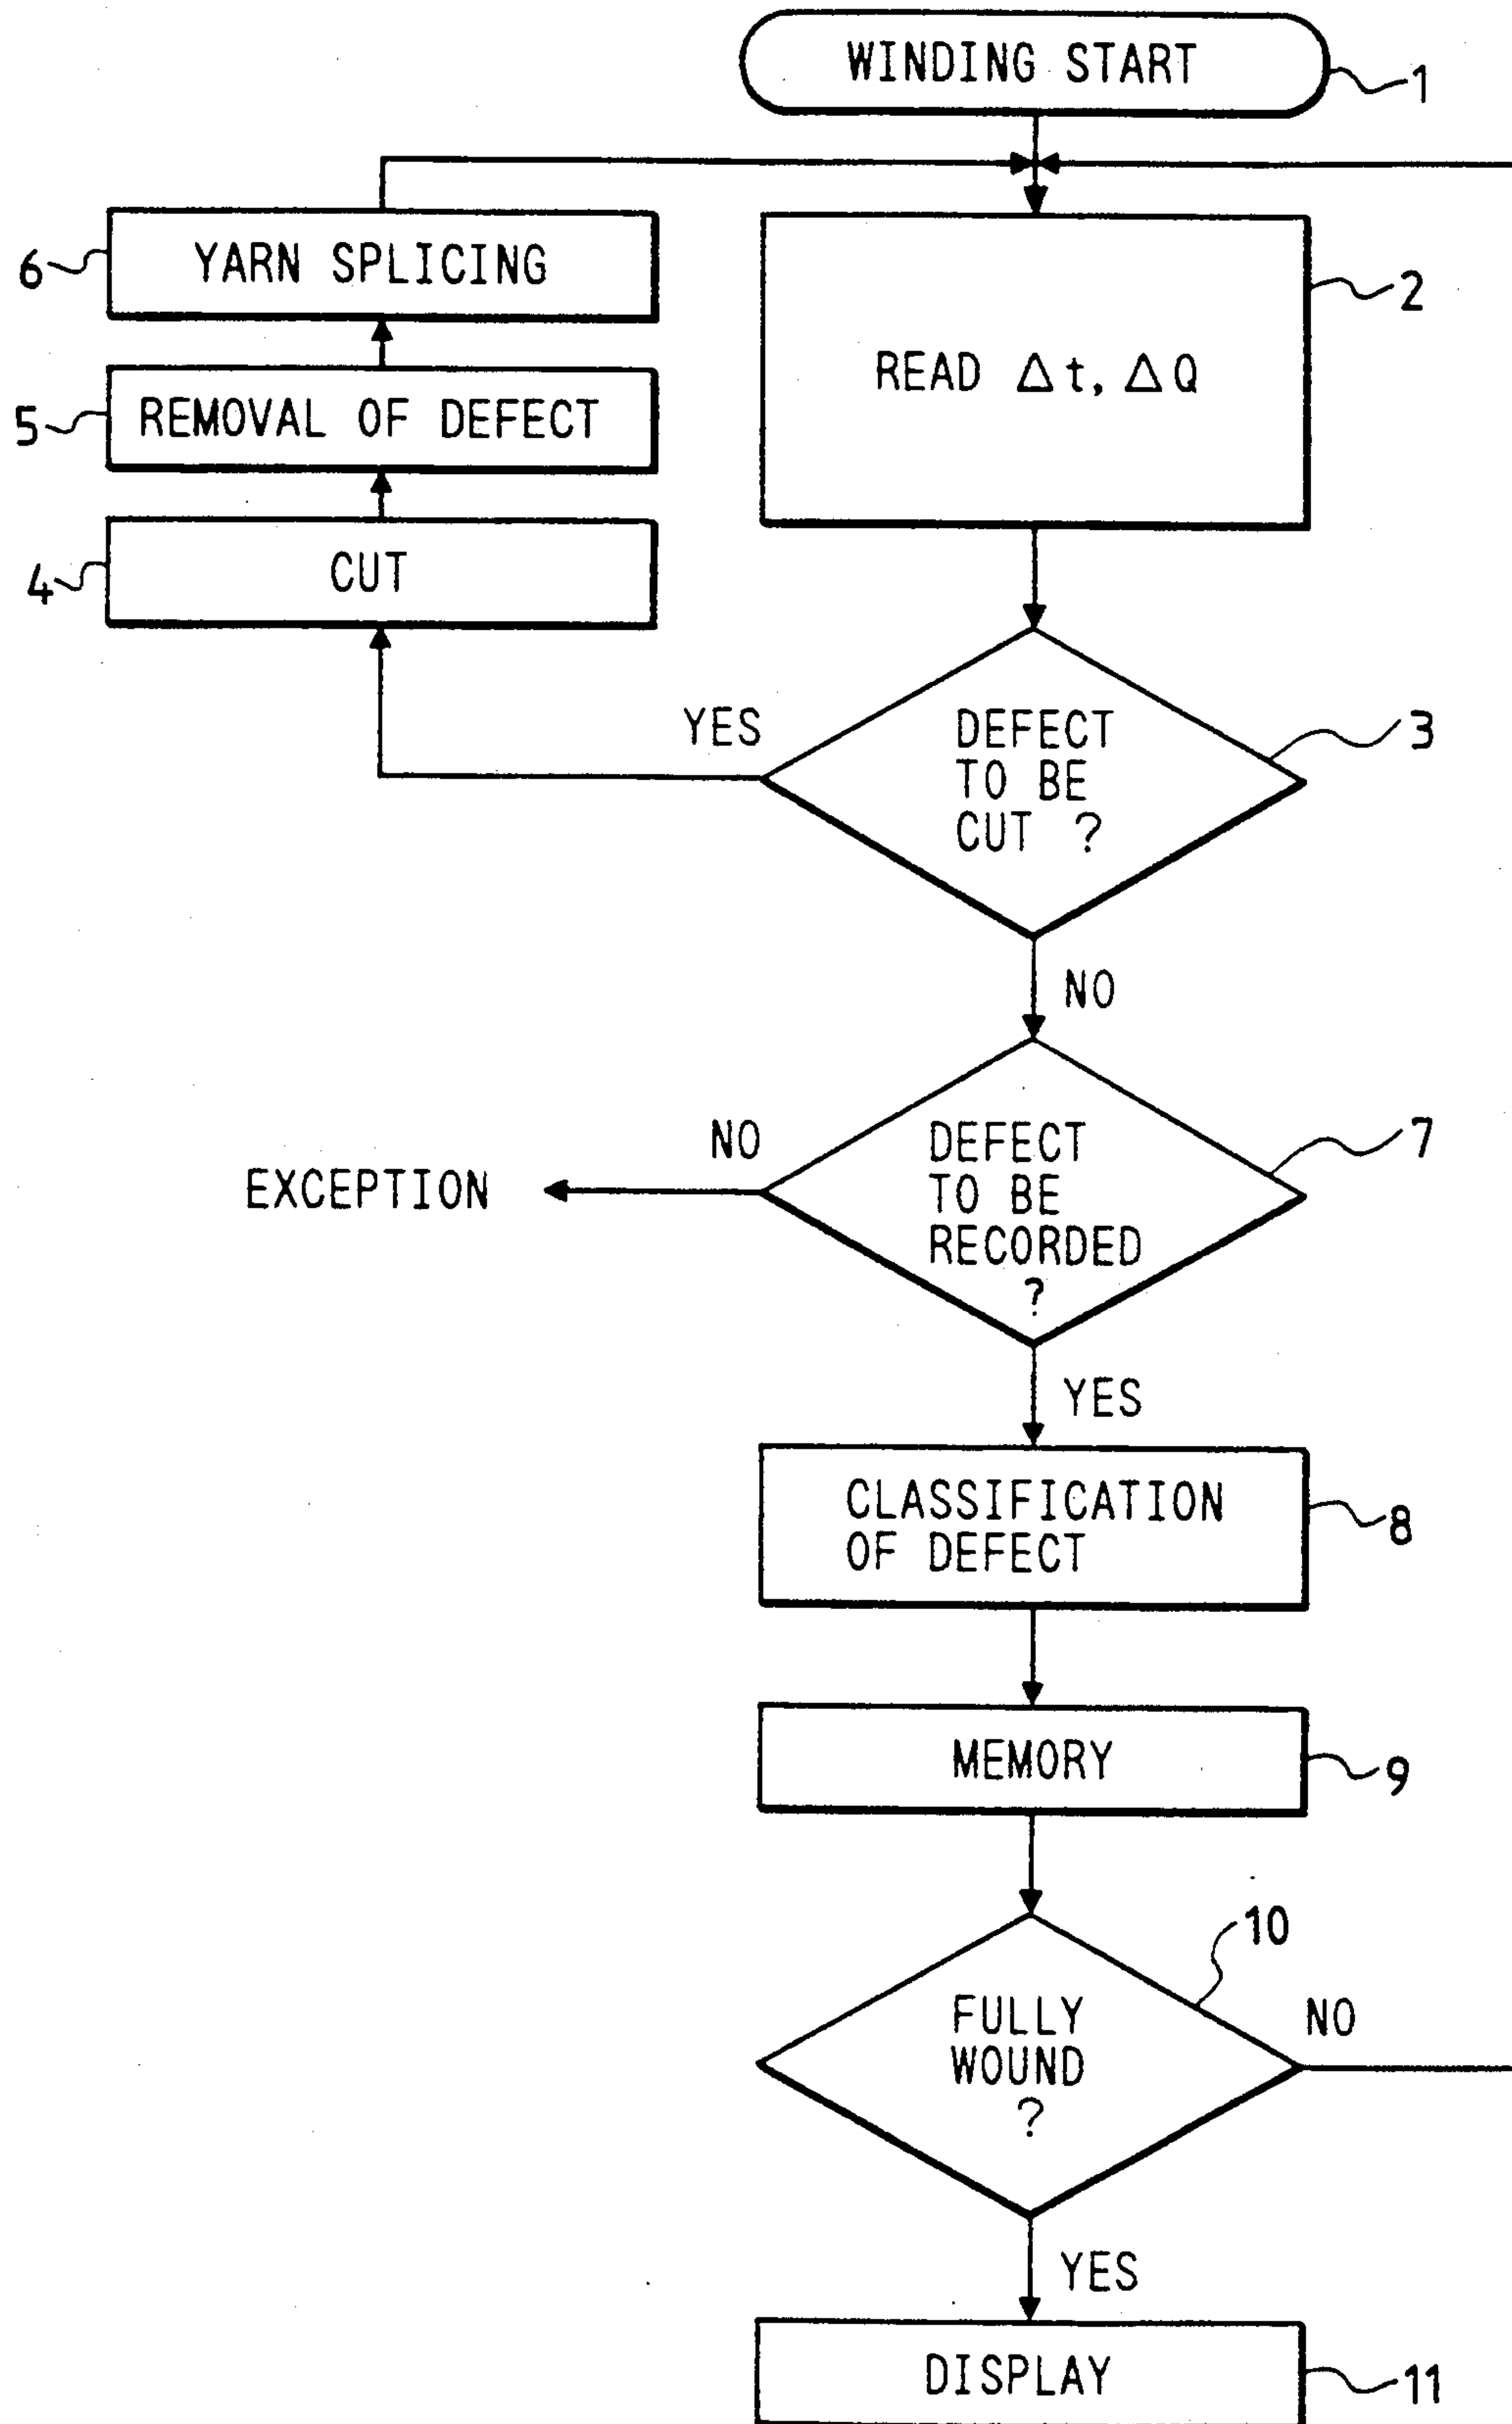 WINDING START
1
6
YARN SPLICING
2
READ Δt, ΔQ
5
REMOVAL OF DEFECT
4
CUT
YES
DEFECT
TO BE
CUT ?
3
NO
NO
DEFECT
TO BE
RECORDED
?
7
EXCEPTION
YES
CLASSIFICATION
OF DEFECT
8
MEMORY
9
10
FULLY
WOUND
?
NO
YES
DISPLAY
11